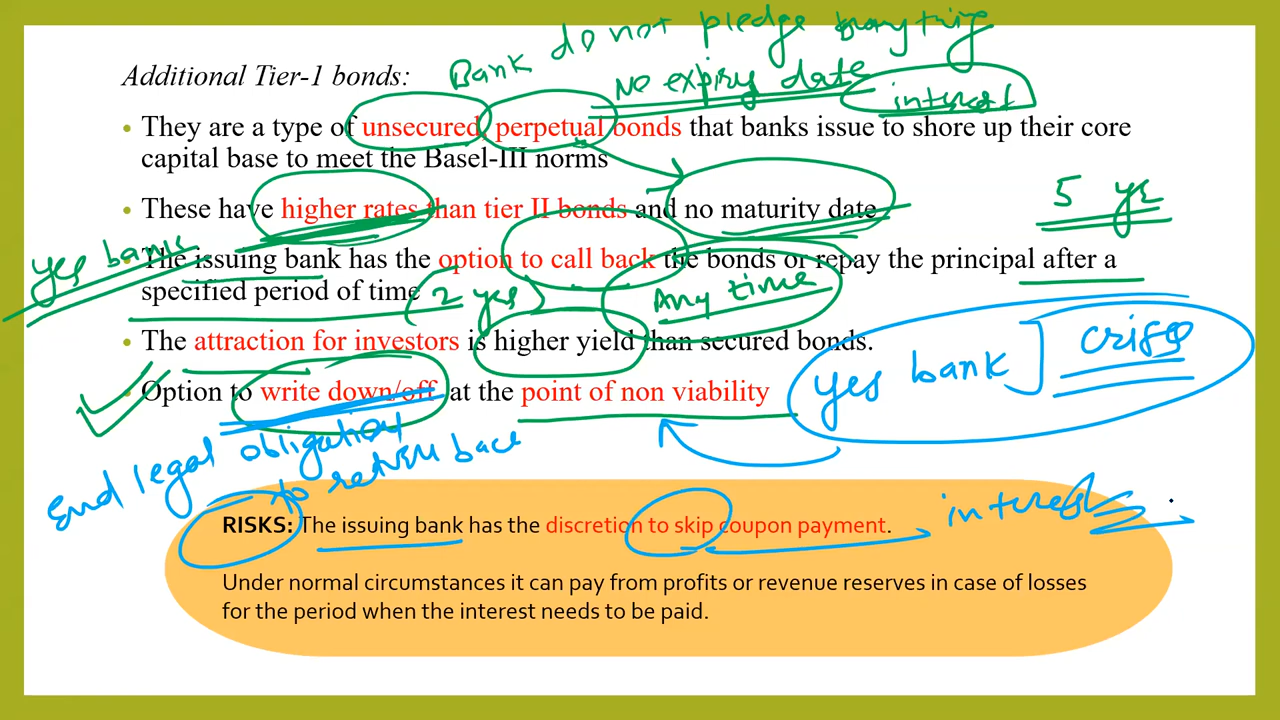 Bank do not pledge
Additional Tier-1 bonds:
No expiry date
interest
• They are a type of unsecured, perpetual bonds that banks issue to shore up their core
capital base to meet the Basel-III norms
5 yr
• These have higher rates than tier II bonds and no maturity date
yes bank
• The issuing bank has the option to call back the bonds or repay the principal after a
specified period of time
2 yrs
Any time
• The attraction for investors is higher yield than secured bonds.
yes bank
Option to write down/off at the point of non viability
End legal obligation
to return back
RISKS: The issuing bank has the discretion to skip coupon payment.
interest
Under normal circumstances it can pay from profits or revenue reserves in case of losses
for the period when the interest needs to be paid.